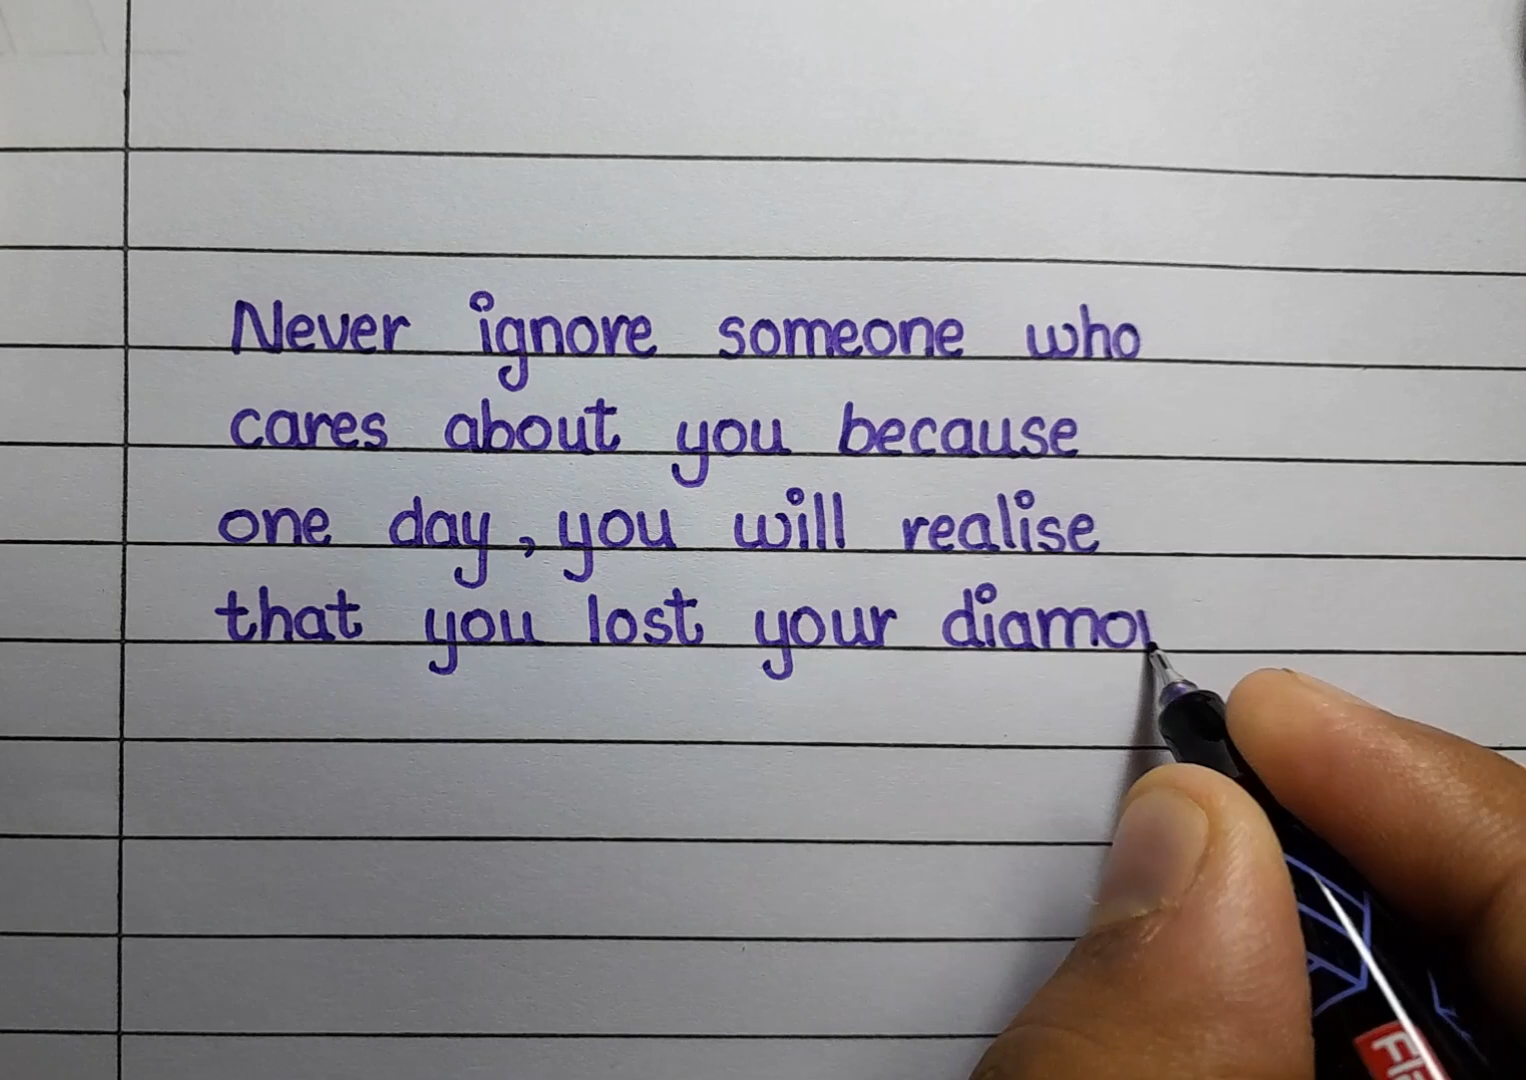 Never ignore someone who
cares about you because
one day, you will realise
that you lost your diamo